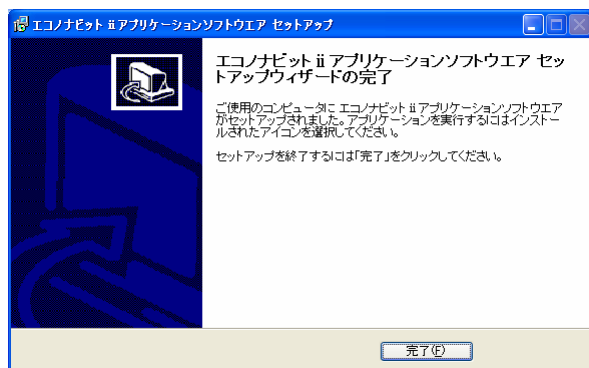 エコノナビット ii アプリケーションソフトウエア セットアップ
エコノナビット ii アプリケーションソフトウエア セッ
トアップウィザードの完了
ご使用のコンピュータに エコノナビット ii アプリケーションソフトウエア
がセットアップされました。アプリケーションを実行するにはインストー
ルされたアイコンを選択してください。
セットアップを終了するには「完了」をクリックしてください。
完了(F)